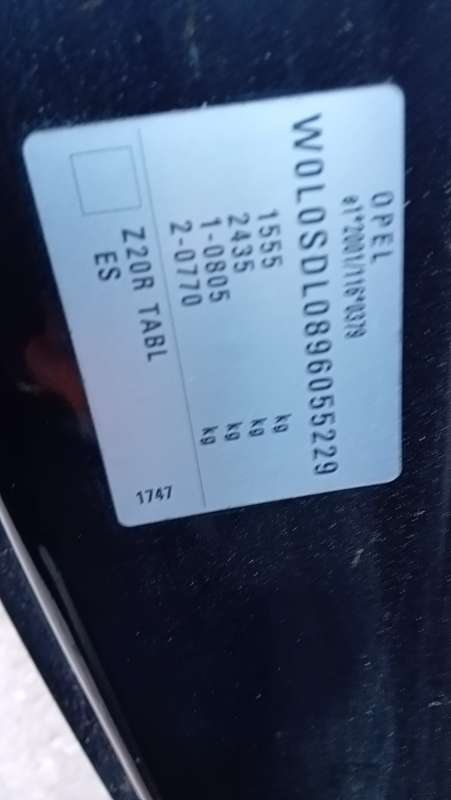 OPEL
e1*2001/116*0379
W0L0SDL0896055229
1555 kg
2435 kg
1-0805 kg
2-0770 kg
Z20R TABL
ES
1747